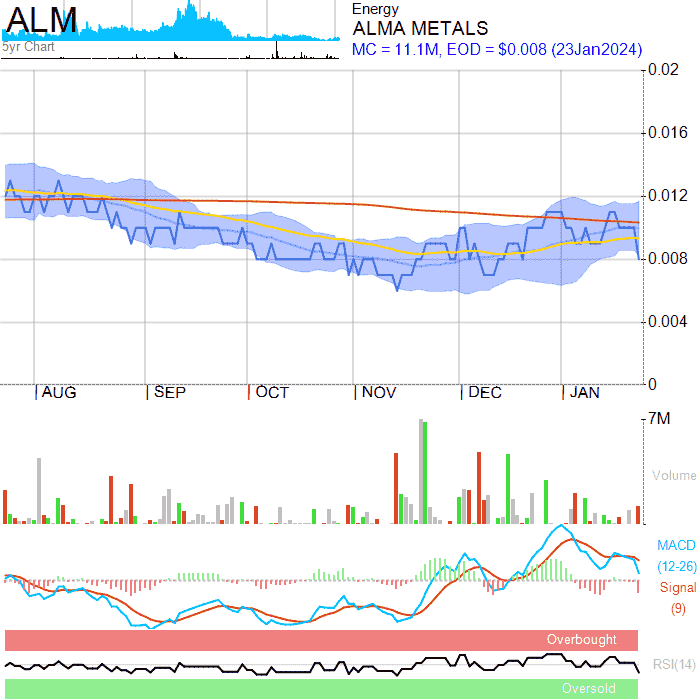 ALM
5yr Chart
Energy
ALMA METALS
MC = 11.1M, EOD = $0.008 (23Jan2024)
0.02
0.016
0.012
0.008
0.004
0
AUG SEP OCT NOV DEC JAN
7M
Volume
MACD
(12-26)
Signal
(9)
Overbought
RSI(14)
Oversold